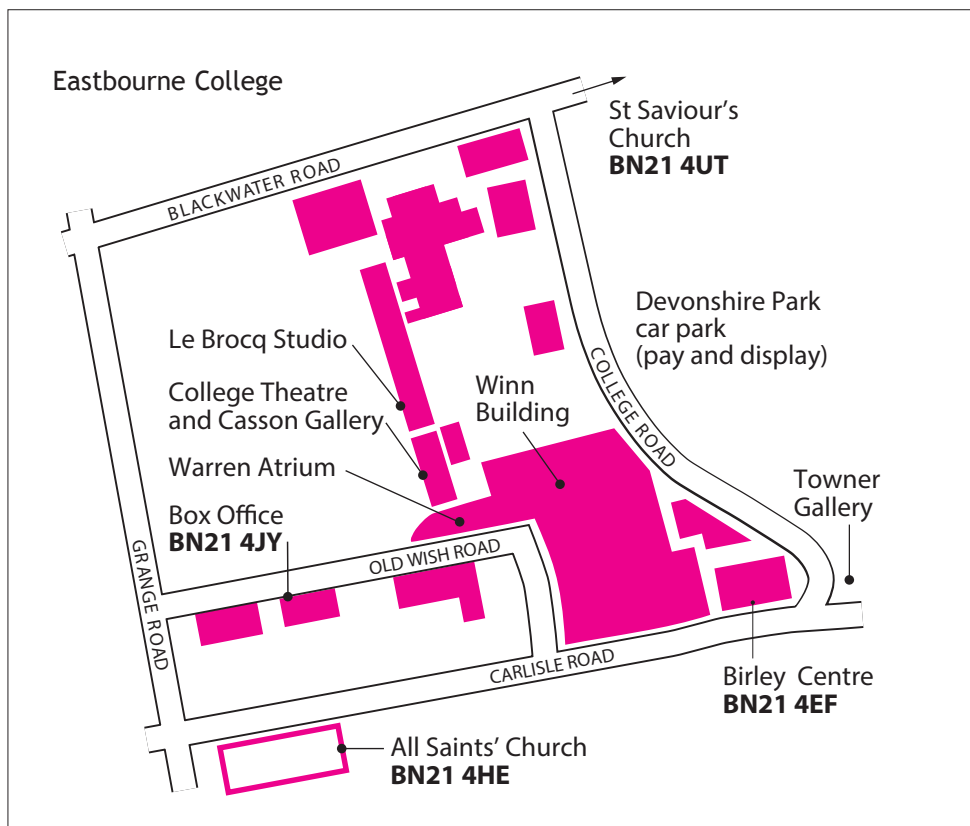 Eastbourne College
St Saviour's
Church
BN21 4UT
BLACKWATER ROAD
Devonshire Park
car park
(pay and display)
Le Brocq Studio
College Theatre
and Casson Gallery
Winn
Building
COLLEGE ROAD
Warren Atrium
Towner
Gallery
Box Office
BN21 4JY
GRANGE ROAD
OLD WISH ROAD
CARLISLE ROAD
Birley Centre
BN21 4EF
All Saints' Church
BN21 4HE